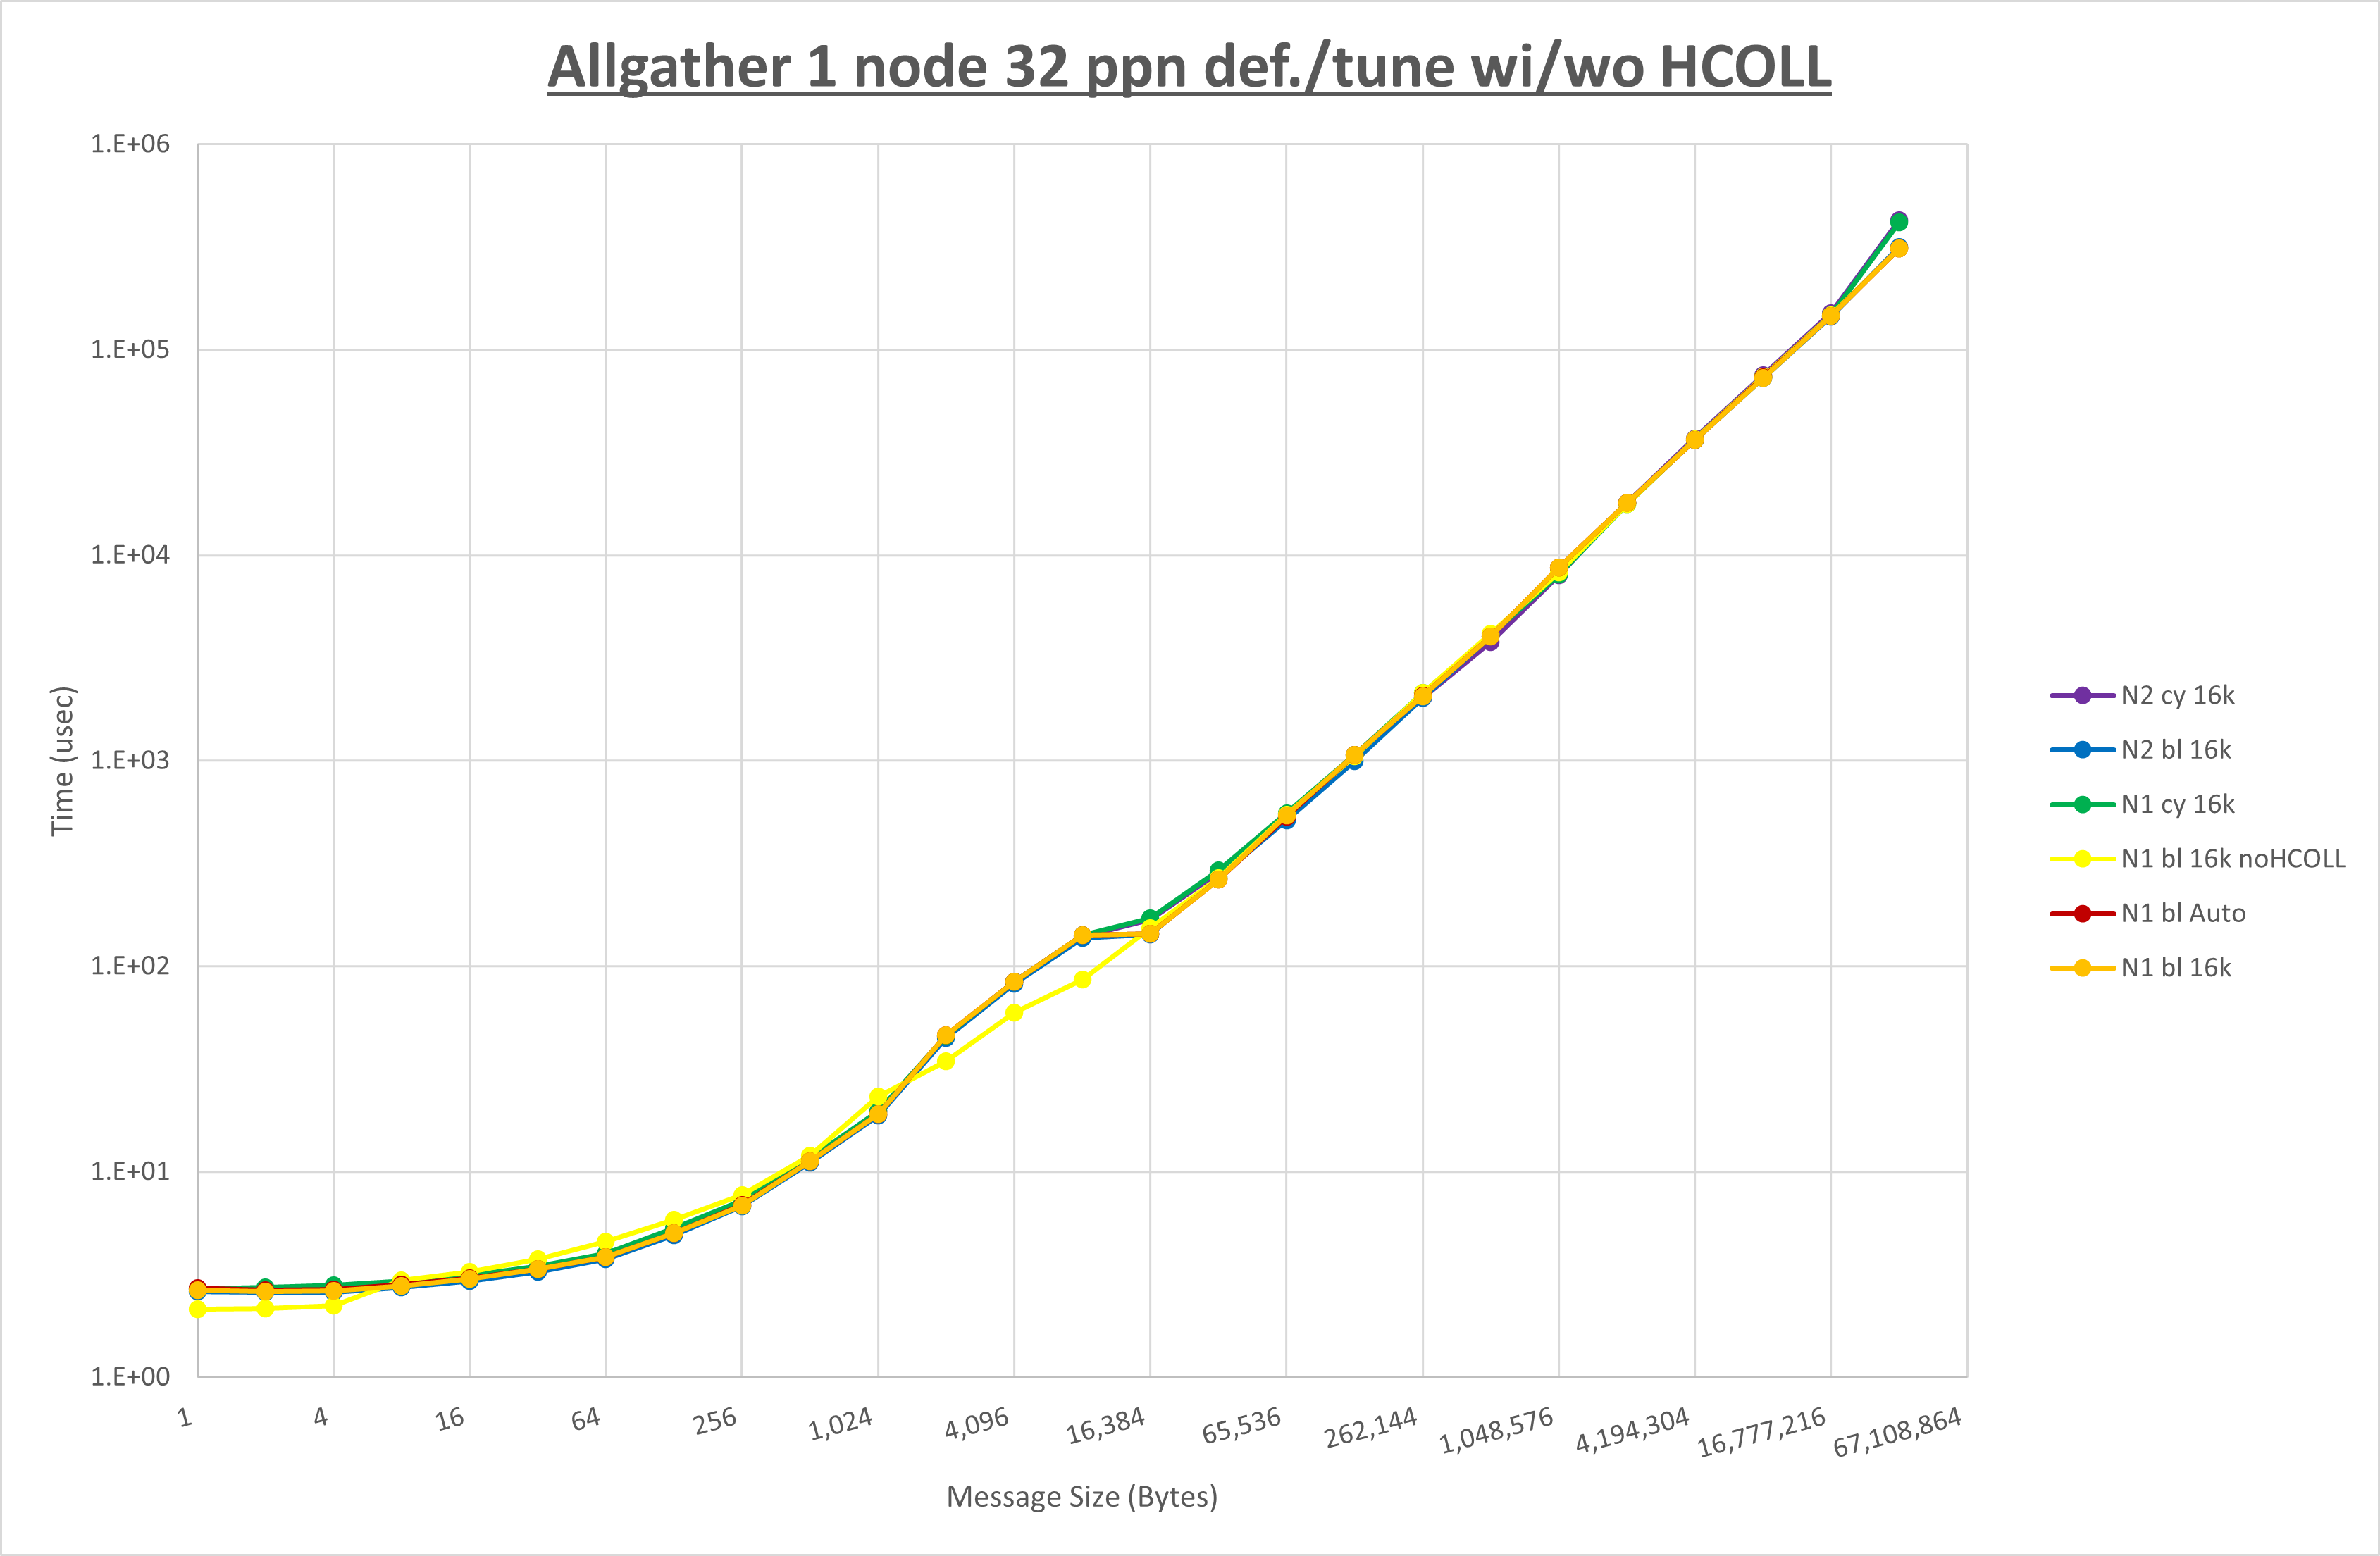 Allgather 1 node 32 ppn def./tune wi/wo HCOLL
1.E+06
1.E+05
1.E+04
1.E+03
1.E+02
1.E+01
1.E+00
Time (usec)
1
4
16
64
256
1,024
4,096
16,384
65,536
262,144
1,048,576
4,194,304
16,777,216
67,108,864
Message Size (Bytes)
N2 cy 16k
N2 bl 16k
N1 cy 16k
N1 bl 16k noHCOLL
N1 bl Auto
N1 bl 16k